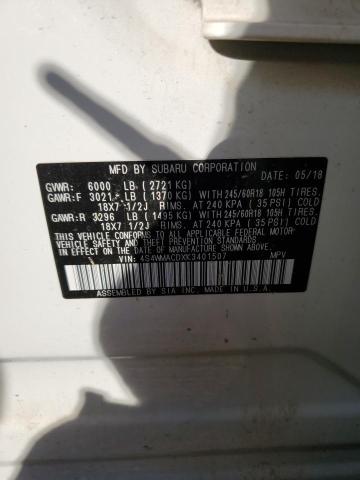 MFD BY SUBARU CORPORATION DATE: 05/18
GVWR: 6000 LB ( 2721 KG)
GAWR:F 3021 LB ( 1370 KG) WITH 245/60R18 105H TIRES.
18X7 1/2J RIMS. AT 240 KPA ( 35 PSI) COLD
GAWR:R 3296 LB ( 1495 KG) WITH 245/60R18 105H TIRES.
18X7 1/2J RIMS. AT 240 KPA ( 35 PSI) COLD
THIS VEHICLE CONFORMS TO ALL APPLICABLE FEDERAL MOTOR-
VEHICLE SAFETY AND BUMPER STANDARDS
IN EFFECT ON THE DATE OF MANUFACTURE SHOWN ABOVE.
VIN: 4S4WMACDXK3401507 MPV
ASSEMBLED BY SIA INC. MADE IN U.S.A.